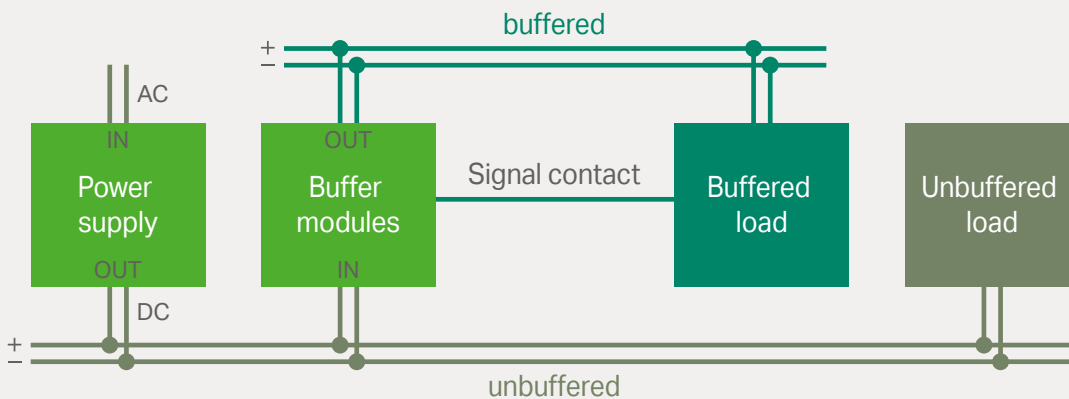 buffered
+
−
AC
IN
OUT
Power
supply
Buffer
modules
Signal contact
Buffered
load
Unbuffered
load
OUT
IN
DC
+
−
unbuffered